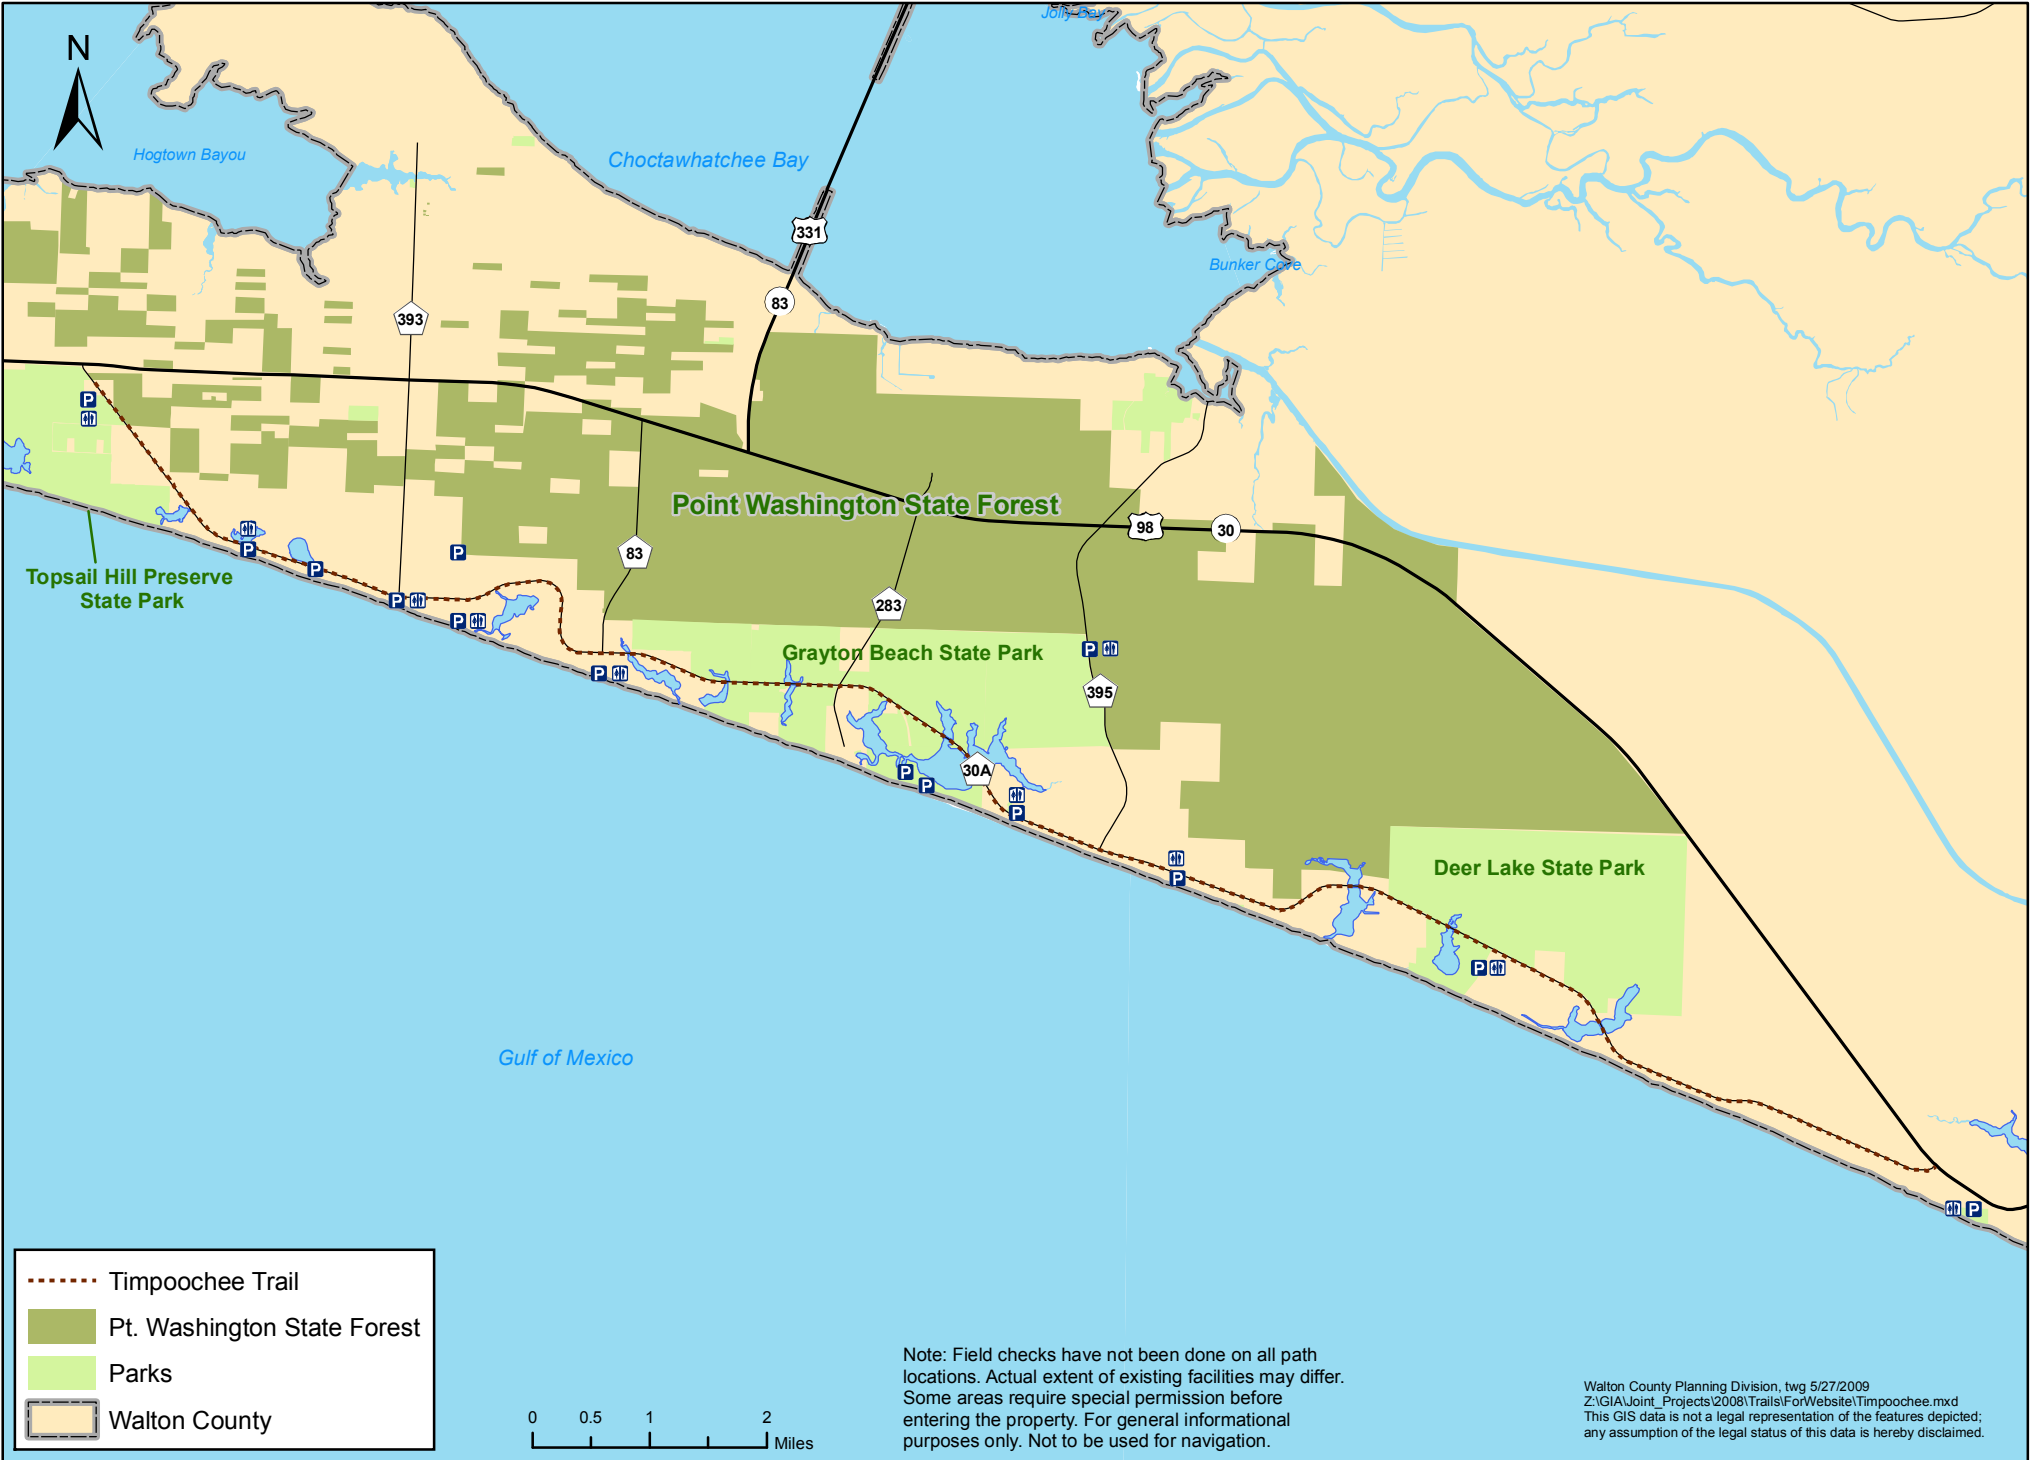 Jolly Bay
N
Hogtown Bayou
Choctawhatchee Bay
331
Bunker Cove
83
393
Point Washington State Forest
98
30
83
Topsail Hill Preserve
State Park
283
Grayton Beach State Park
395
30A
Deer Lake State Park
Gulf of Mexico
P
P
P
P
P
P
P
P
P
P
P
P
P
P
Timpoochee Trail
Pt. Washington State Forest
Parks
Walton County
0 0.5 1 2
Miles
Note: Field checks have not been done on all path
locations. Actual extent of existing facilities may differ.
Some areas require special permission before
entering the property. For general informational
purposes only. Not to be used for navigation.
Walton County Planning Division, twg 5/27/2009
Z:\GIA\Joint_Projects\2008\Trails\ForWebsite\Timpoochee.mxd
This GIS data is not a legal representation of the features depicted;
any assumption of the legal status of this data is hereby disclaimed.